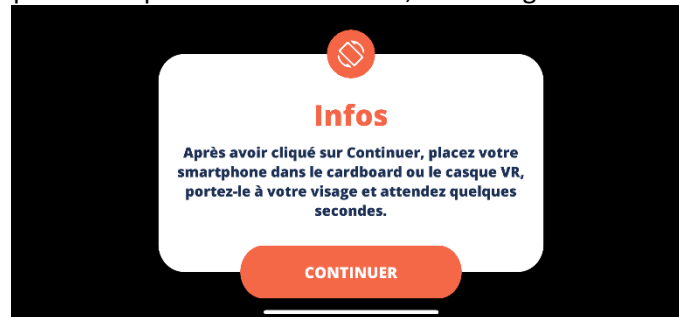 Infos
Après avoir cliqué sur Continuer, placez votre
smartphone dans le cardboard ou le casque VR,
portez-le à votre visage et attendez quelques
secondes.
CONTINUER